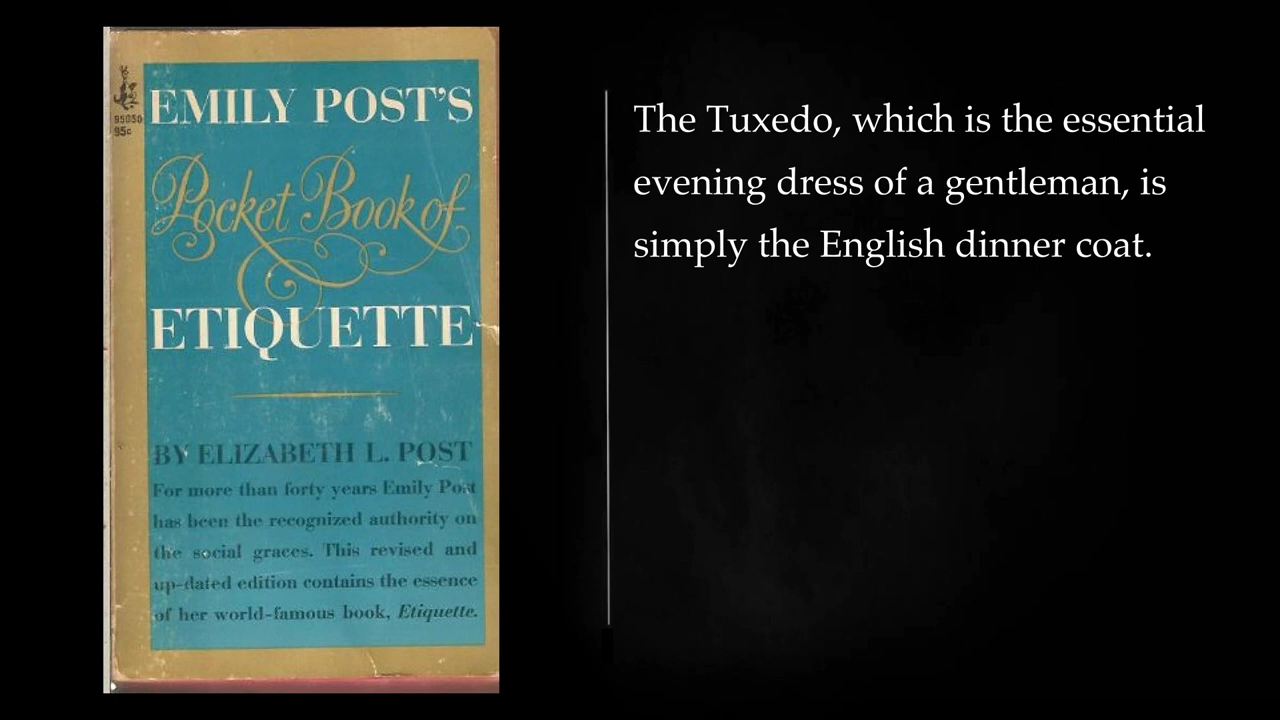 95050
95c
EMILY POST'S
Pocket Book of
ETIQUETTE
BY ELIZABETH L. POST
For more than forty years Emily Post
has been the recognized authority on
the social graces. This revised and
up-dated edition contains the essence
of her world-famous book, Etiquette.
The Tuxedo, which is the essential
evening dress of a gentleman, is
simply the English dinner coat.